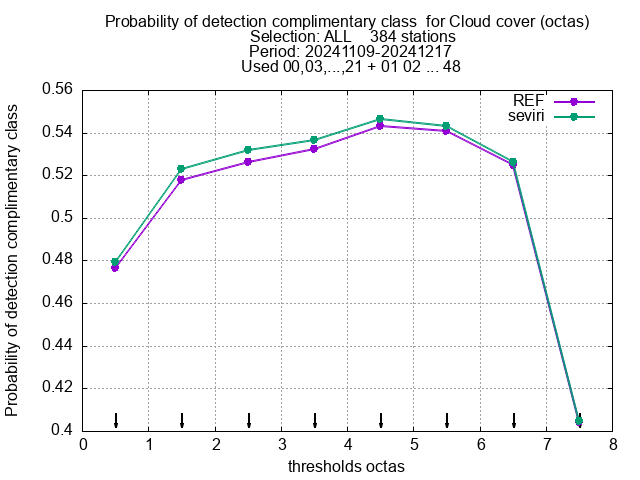 Probability of detection complimentary class  for Cloud cover (octas)
Selection: ALL    384 stations
Period: 20241109-20241217
Used 00,03,...,21 + 01 02 ... 48
REF
seviri
Probability of detection complimentary class
0.56
0.54
0.52
0.5
0.48
0.46
0.44
0.42
0.4
0 1 2 3 4 5 6 7 8
thresholds octas